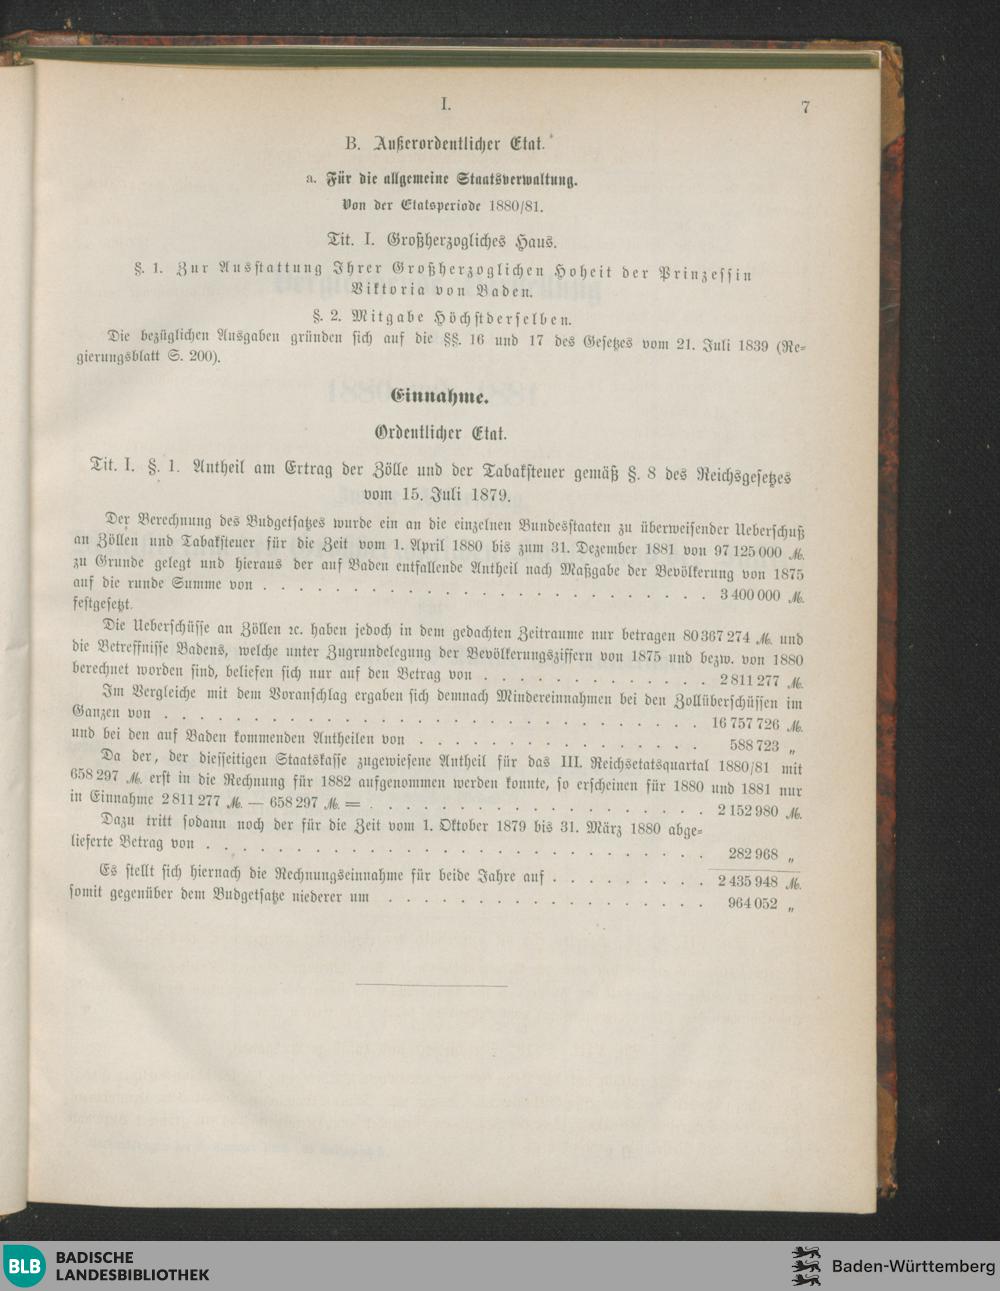 I.
7
B. Außerordentlicher Etat.
a. Für die allgemeine Staatsverwaltung.
Von der Etatsperiode 1880/81.
Tit. I. Großherzogliches Haus.
§. 1. Zur Ausstattung Ihrer Großherzoglichen Hoheit der Prinzessin
Viktoria von Baden.
§. 2. Mitgabe Höchstderselben.
Die bezüglichen Ausgaben gründen sich auf die §§. 16 und 17 des Gesetzes vom 21. Juli 1839 (Re-
gierungsblatt S. 200).
Einnahme.
Ordentlicher Etat.
Tit. I. §. 1. Antheil am Ertrag der Zölle und der Tabaksteuer gemäß §. 8 des Reichsgesetzes
vom 15. Juli 1879.
Der Berechnung des Budgetsatzes wurde ein an die einzelnen Bundesstaaten zu überweisender Ueberschuß
an Zöllen und Tabaksteuer für die Zeit vom 1. April 1880 bis zum 31. Dezember 1881 von 97 125 000 ℳ.
zu Grunde gelegt und hieraus der auf Baden entfallende Antheil nach Maßgabe der Bevölkerung von 1875
auf die runde Summe von . . . . . . . . . . . . . . . . . . . . . 3 400 000 ℳ.
festgesetzt.
Die Ueberschüsse an Zöllen ꝛc. haben jedoch in dem gedachten Zeitraume nur betragen 80 367 274 ℳ. und
die Betreffnisse Badens, welche unter Zugrundelegung der Bevölkerungsziffern von 1875 und bezw. von 1880
berechnet worden sind, beliefen sich nur auf den Betrag von . . . . . . . . . . . 2 811 277 ℳ.
Im Vergleiche mit dem Voranschlag ergaben sich demnach Mindereinnahmen bei den Zollüberschüssen im
Ganzen von . . . . . . . . . . . . . . . . . . . . . . . . . 16 757 726 ℳ.
und bei den auf Baden kommenden Antheilen von . . . . . . . . . . . . . 588 723 „
Da der, der diesseitigen Staatskasse zugewiesene Antheil für das III. Reichsetatsquartal 1880/81 mit
658 297 ℳ. erst in die Rechnung für 1882 aufgenommen werden konnte, so erscheinen für 1880 und 1881 nur
in Einnahme 2 811 277 ℳ. — 658 297 ℳ. = . . . . . . . . . . . . . . . 2 152 980 ℳ.
Dazu tritt sodann noch der für die Zeit vom 1. Oktober 1879 bis 31. März 1880 abge-
lieferte Betrag von . . . . . . . . . . . . . . . . . . . . . . . 282 968 „
Es stellt sich hiernach die Rechnungseinnahme für beide Jahre auf . . . . . . . . 2 435 948 ℳ.
somit gegenüber dem Budgetsatze niederer um . . . . . . . . . . . . . . . 964 052 „
BLB
BADISCHE
LANDESBIBLIOTHEK
Baden-Württemberg